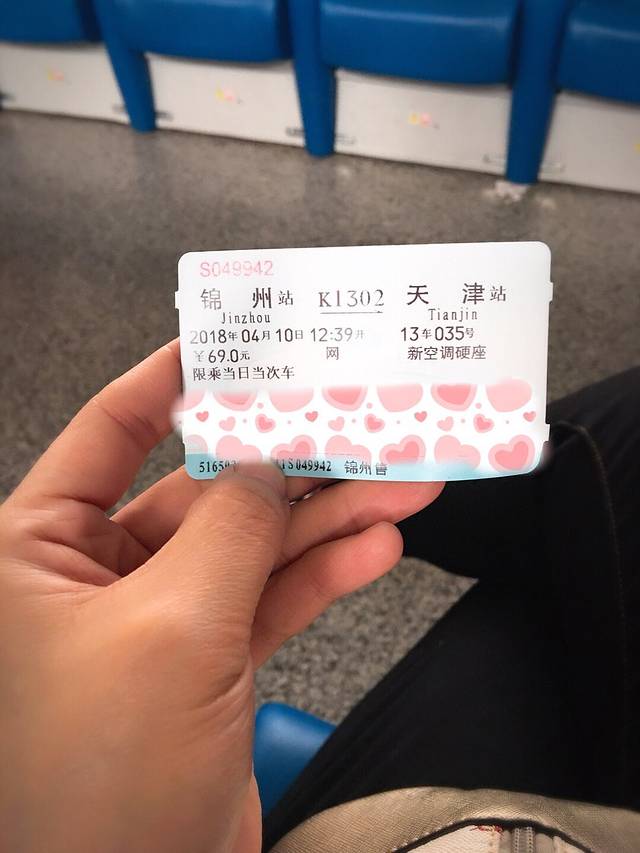 S049942
锦州站 K1302 天津站
Jinzhou Tianjin
2018年04月10日12:39开 13车035号
￥69.0元 网 新空调硬座
限乘当日当次车
S049942 锦州售